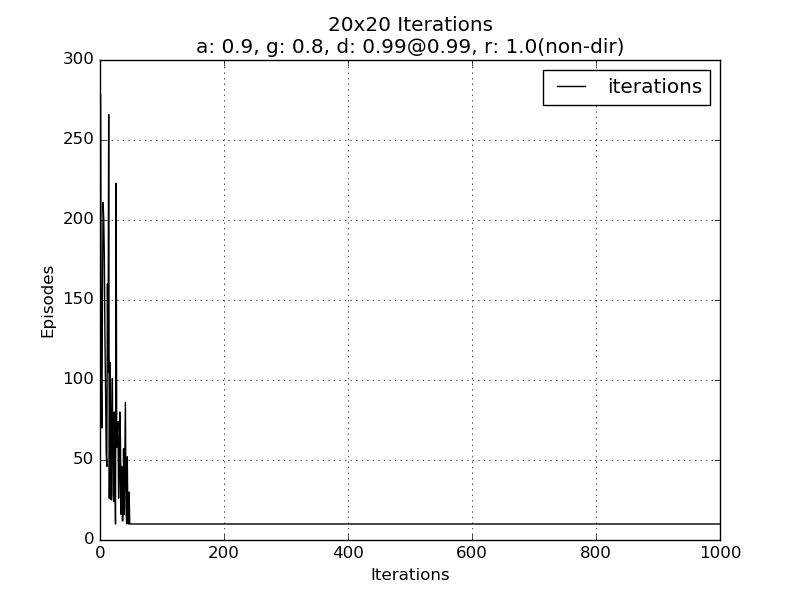 20x20 Iterations
a: 0.9, g: 0.8, d: 0.99@0.99, r: 1.0(non-dir)
iterations
300
250
200
150
100
50
0
Episodes
0 200 400 600 800 1000
Iterations